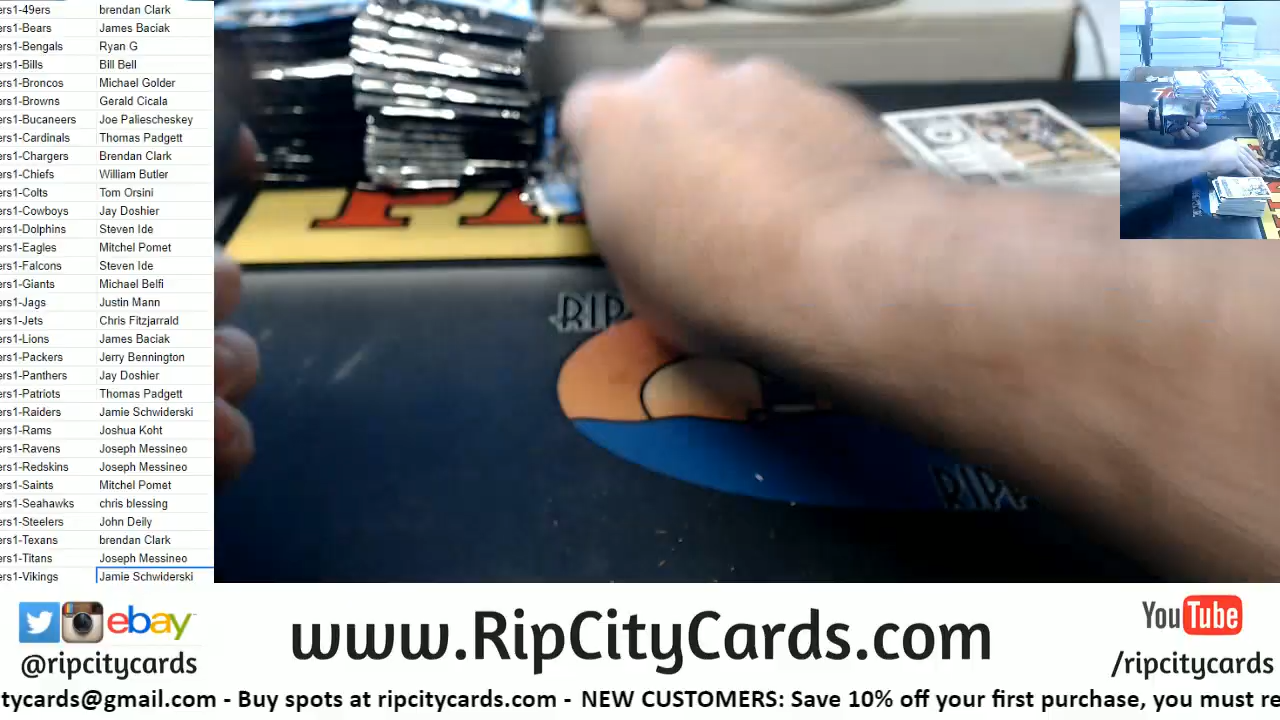 ers1-49ers brendan Clark
ers1-Bears James Baciak
ers1-Bengals Ryan G
ers1-Bills Bill Bell
ers1-Broncos Michael Golder
ers1-Browns Gerald Cicala
ers1-Bucaneers Joe Paliescheskey
ers1-Cardinals Thomas Padgett
ers1-Chargers Brendan Clark
ers1-Chiefs William Butler
ers1-Colts Tom Orsini
ers1-Cowboys Jay Doshier
ers1-Dolphins Steven Ide
ers1-Eagles Mitchel Pomet
ers1-Falcons Steven Ide
ers1-Giants Michael Belfi
ers1-Jags Justin Mann
ers1-Jets Chris Fitzjarrald
ers1-Lions James Baciak
ers1-Packers Jerry Bennington
ers1-Panthers Jay Doshier
ers1-Patriots Thomas Padgett
ers1-Raiders Jamie Schwiderski
ers1-Rams Joshua Koht
ers1-Ravens Joseph Messineo
ers1-Redskins Joseph Messineo
ers1-Saints Mitchel Pomet
ers1-Seahawks chris blessing
ers1-Steelers John Deily
ers1-Texans brendan Clark
ers1-Titans Joseph Messineo
ers1-Vikings Jamie Schwiderski
RIP
RIP
ebay
@ripcitycards
www.RipCityCards.com
YouTube
/ripcitycards
tycards@gmail.com - Buy spots at ripcitycards.com - NEW CUSTOMERS: Save 10% off your first purchase, you must re